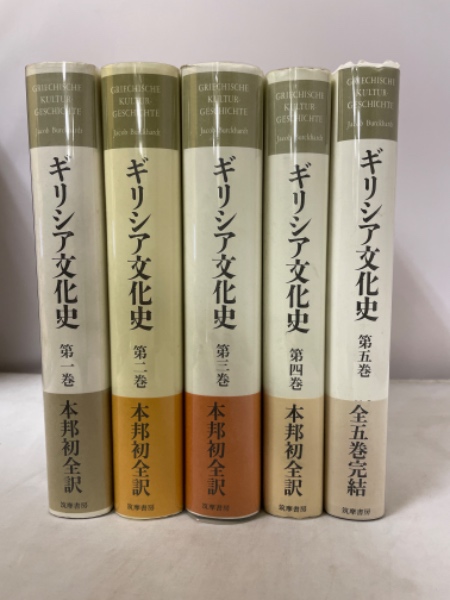 GRIECHISCHE
KULTUR-
GESCHICHTE
Jacob Burckhardt
ギリシア文化史
第一巻
本邦初全訳
筑摩書房
GRIECHISCHE
KULTUR-
GESCHICHTE
Jacob Burckhardt
ギリシア文化史
第二巻
本邦初全訳
筑摩書房
GRIECHISCHE
KULTUR-
GESCHICHTE
Jacob Burckhardt
ギリシア文化史
第三巻
本邦初全訳
筑摩書房
GRIECHISCHE
KULTUR-
GESCHICHTE
Jacob Burckhardt
ギリシア文化史
第四巻
本邦初全訳
筑摩書房
GRIECHISCHE
KULTUR-
GESCHICHTE
Jacob Burckhardt
ギリシア文化史
第五巻
全五巻完結
筑摩書房